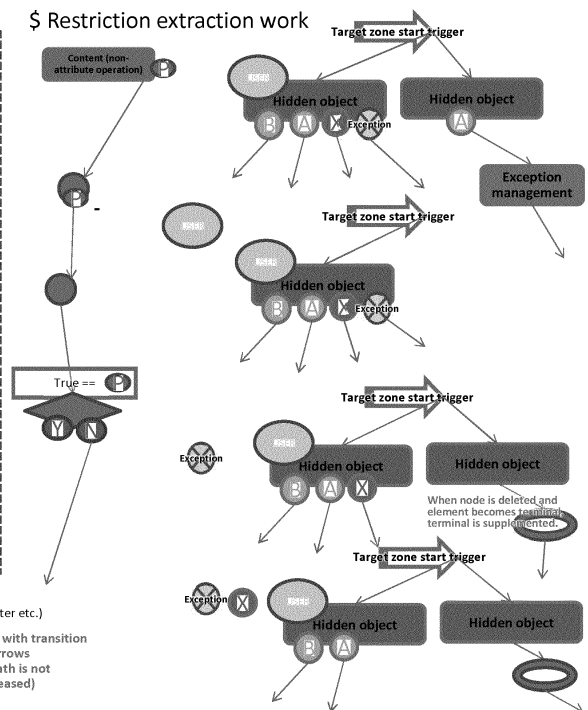 $ Restriction extraction work
Content (non-
attribute operation)
P
P
-
True ==
P
Y
N
ter etc.)
with transition
rrows
ath is not
eased)
Target zone start trigger
USER
Hidden object
B
A
X
Exception
Hidden object
A
Exception
management
USER
Target zone start trigger
USER
Hidden object
B
A
X
Exception
Target zone start trigger
Exception
USER
Hidden object
B
A
X
Hidden object
When node is deleted and
element becomes terminal,
terminal is supplemented.
Target zone start trigger
Exception
X
USER
Hidden object
B
A
Hidden object